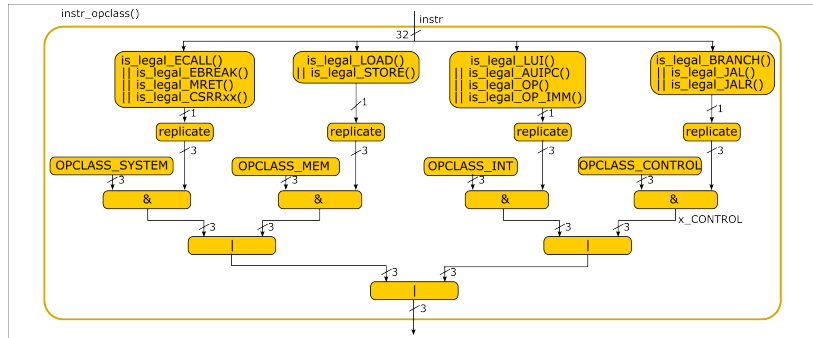 instr_opclass()
instr
32
is_legal_ECALL()
|| is_legal_EBREAK()
|| is_legal_MRET()
|| is_legal_CSRRxx()
is_legal_LOAD()
|| is_legal_STORE()
is_legal_LUI()
|| is_legal_AUIPC()
|| is_legal_OP()
|| is_legal_OP_IMM()
is_legal_BRANCH()
|| is_legal_JAL()
|| is_legal_JALR()
1
1
1
1
replicate
replicate
replicate
replicate
3
3
3
3
OPCLASS_SYSTEM
OPCLASS_MEM
OPCLASS_INT
OPCLASS_CONTROL
3
3
3
3
&
&
&
&
x_CONTROL
3
3
3
3
|
|
3
3
|
3